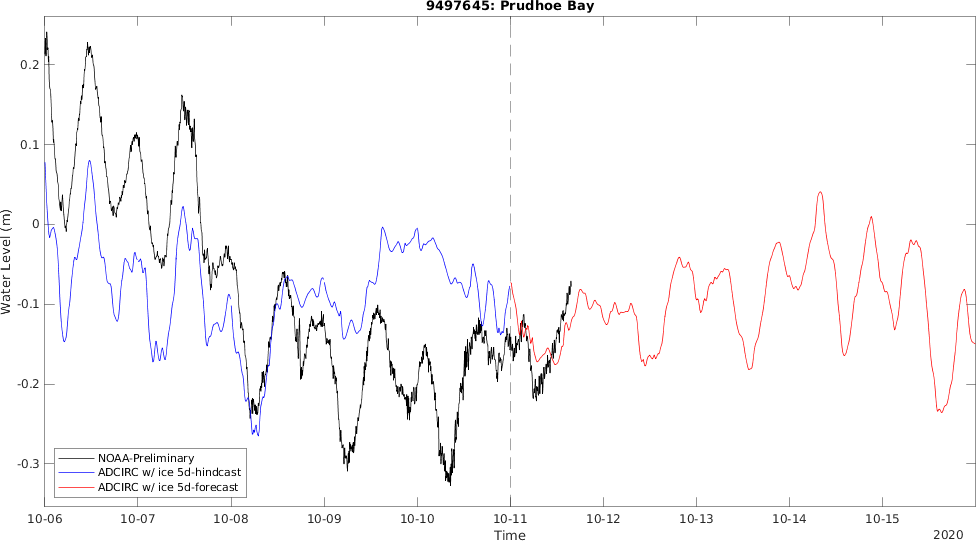 9497645: Prudhoe Bay
0.2
0.1
0
-0.1
-0.2
-0.3
Water Level (m)
NOAA-Preliminary
ADCIRC w/ ice 5d-hindcast
ADCIRC w/ ice 5d-forecast
10-06 10-07 10-08 10-09 10-10 10-11 10-12 10-13 10-14 10-15
Time
2020